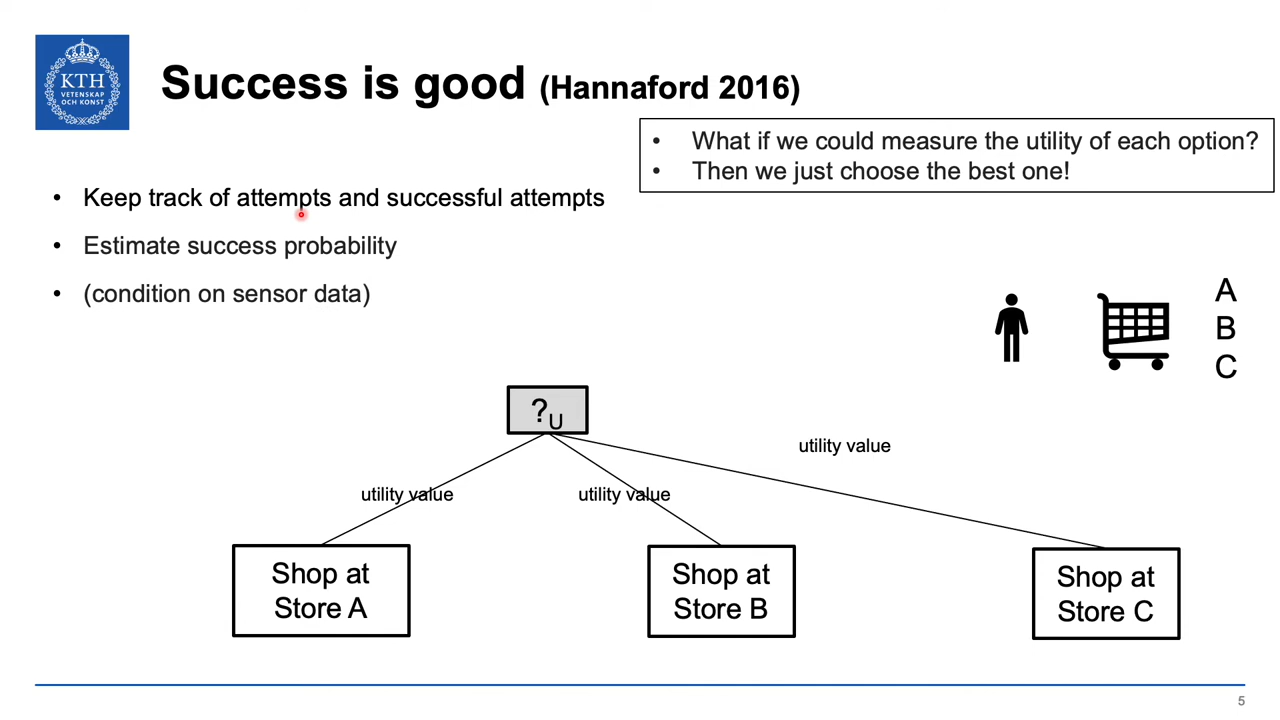 KTH
VETENSKAP
OCH KONST
Success is good (Hannaford 2016)
• What if we could measure the utility of each option?
• Then we just choose the best one!
• Keep track of attempts and successful attempts
• Estimate success probability
• (condition on sensor data)
A
B
C
?U
utility value
utility value
utility value
Shop at
Store A
Shop at
Store B
Shop at
Store C
5